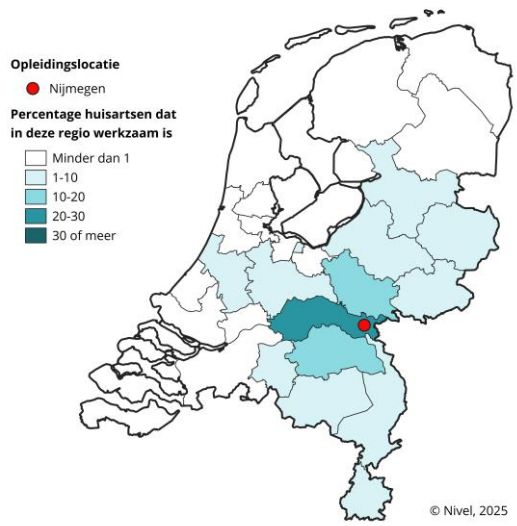 Opleidingslocatie
Nijmegen
Percentage huisartsen dat
in deze regio werkzaam is
Minder dan 1
1-10
10-20
20-30
30 of meer
© Nivel, 2025